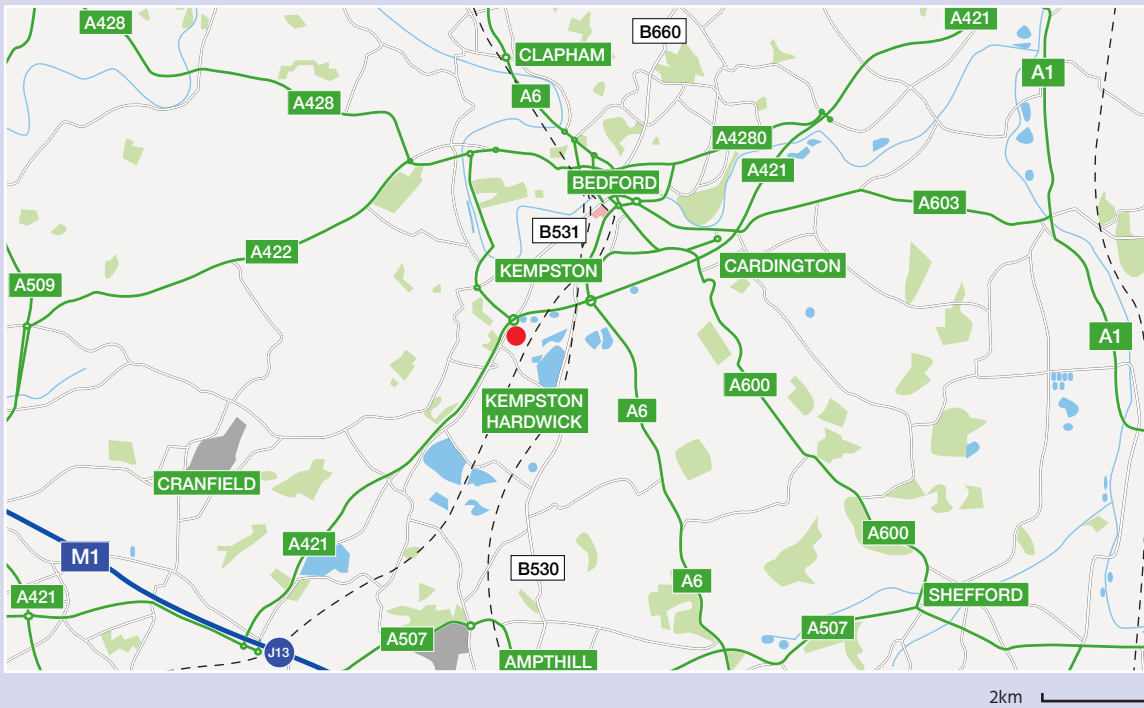 A428
B660
A421
CLAPHAM
A1
A6
A428
A4280
A421
BEDFORD
A603
B531
A422
KEMPSTON
CARDINGTON
A509
A1
A600
KEMPSTON
HARDWICK
A6
CRANFIELD
A600
A421
M1
B530
A6
A421
SHEFFORD
A507
A507
J13
AMPTHILL
2km